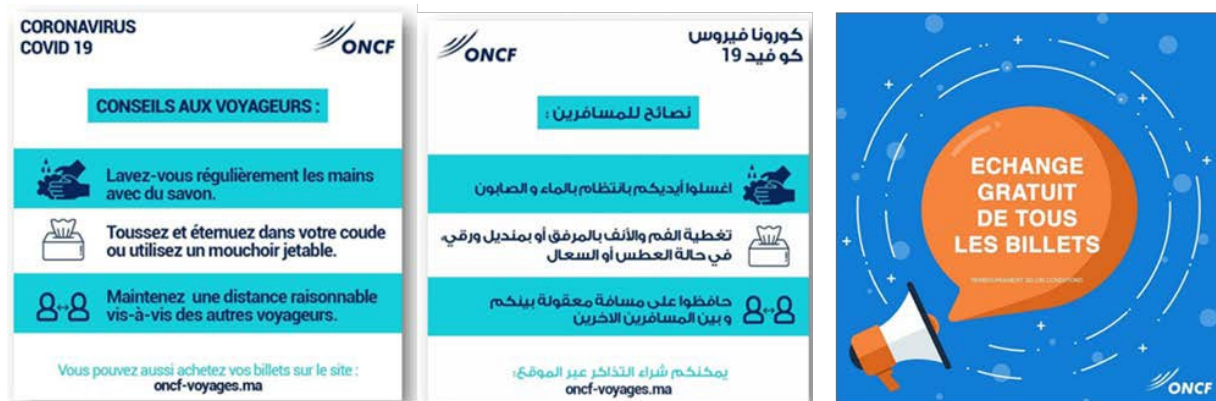 CORONAVIRUS
COVID 19
ONCF
CONSEILS AUX VOYAGEURS :
Lavez-vous régulièrement les mains
avec du savon.
Toussez et éternuez dans votre coude
ou utilisez un mouchoir jetable.
Maintenez une distance raisonnable
vis-à-vis des autres voyageurs.
Vous pouvez aussi achetez vos billets sur le site :
oncf-voyages.ma
كورونا فيروس
كو فيد 19
ONCF
نصائح للمسافرين :
اغسلوا أيديكم بانتظام بالماء و الصابون
تغطية الفم والأنف بالمرفق أو بمنديل ورقي،
في حالة العطس أو السعال
حافظوا على مسافة معقولة بينكم
و بين المسافرين الاخرين
يمكنكم شراء التذاكر عبر الموقع:
oncf-voyages.ma
ECHANGE
GRATUIT
DE TOUS
LES BILLETS
ONCF